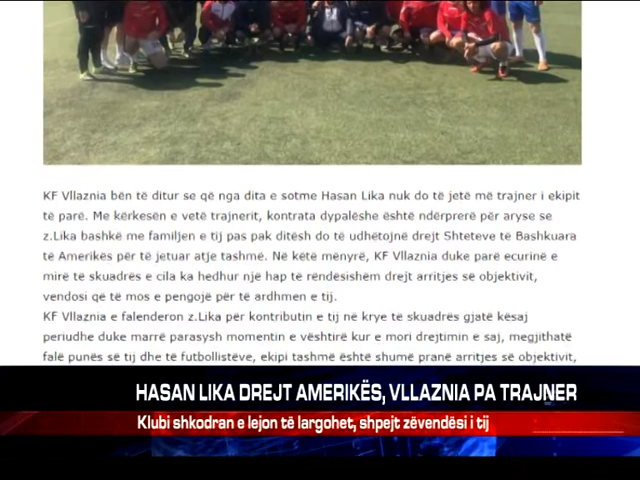 KF Vllaznia bën të ditur se që nga dita e sotme Hasan Lika nuk do të jetë më trajner i ekipit
të parë. Me kërkesën e vetë trajnerit, kontrata dypalëshe është ndërprerë për aryse se
z.Lika bashkë me familjen e tij pas pak ditësh do të udhëtojnë drejt Shteteve të Bashkuara
të Amerikës për të jetuar atje tashmë. Në këtë mënyrë, KF Vllaznia duke parë ecurinë e
mirë të skuadrës e cila ka hedhur një hap të rëndësishëm drejt arritjes së objektivit,
vendosi që të mos e pengojë për të ardhmen e tij.
KF Vllaznia e falenderon z.Lika për kontributin e tij në krye të skuadrës gjatë kësaj
periudhe duke marrë parasysh momentin e vështirë kur e mori drejtimin e saj, megjithatë
falë punës së tij dhe të futbollistëve, ekipi tashmë është shumë pranë arritjes së objektivit,
HASAN LIKA DREJT AMERIKËS, VLLAZNIA PA TRAJNER
Klubi shkodran e lejon të largohet, shpejt zëvendësi i tij